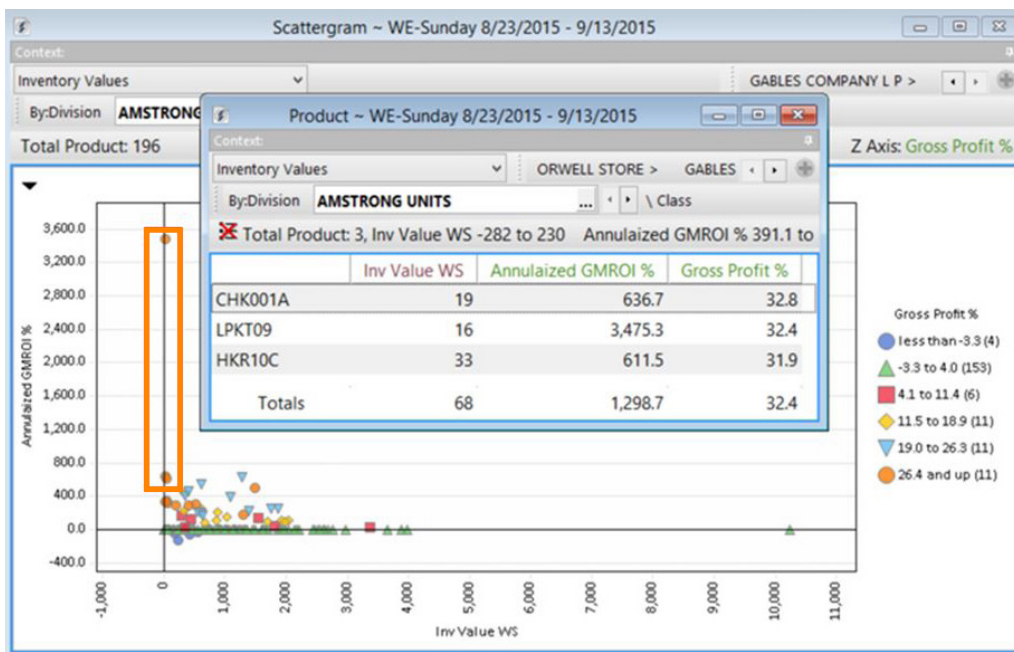 Scattergram ~ WE-Sunday 8/23/2015 - 9/13/2015
Context:
Inventory Values
GABLES COMPANY L P >
By:Division AMSTRONG
Total Product: 196
Z Axis: Gross Profit %
Product ~ WE-Sunday 8/23/2015 - 9/13/2015
Context:
Inventory Values
ORWELL STORE > GABLES
By:Division AMSTRONG UNITS ... \ Class
Total Product: 3, Inv Value WS -282 to 230 Annulaized GMROI % 391.1 to
Inv Value WS Annulaized GMROI % Gross Profit %
CHK001A 19 636.7 32.8
LPKT09 16 3,475.3 32.4
HKR10C 33 611.5 31.9
Totals 68 1,298.7 32.4
Annulaized GMROI %
3,600.0
3,200.0
2,800.0
2,400.0
2,000.0
1,600.0
1,200.0
800.0
400.0
0.0
-400.0
-1,000 0 1,000 2,000 3,000 4,000 5,000 6,000 7,000 8,000 9,000 10,000 11,000
Inv Value WS
Gross Profit %
less than -3.3 (4)
-3.3 to 4.0 (153)
4.1 to 11.4 (6)
11.5 to 18.9 (11)
19.0 to 26.3 (11)
26.4 and up (11)